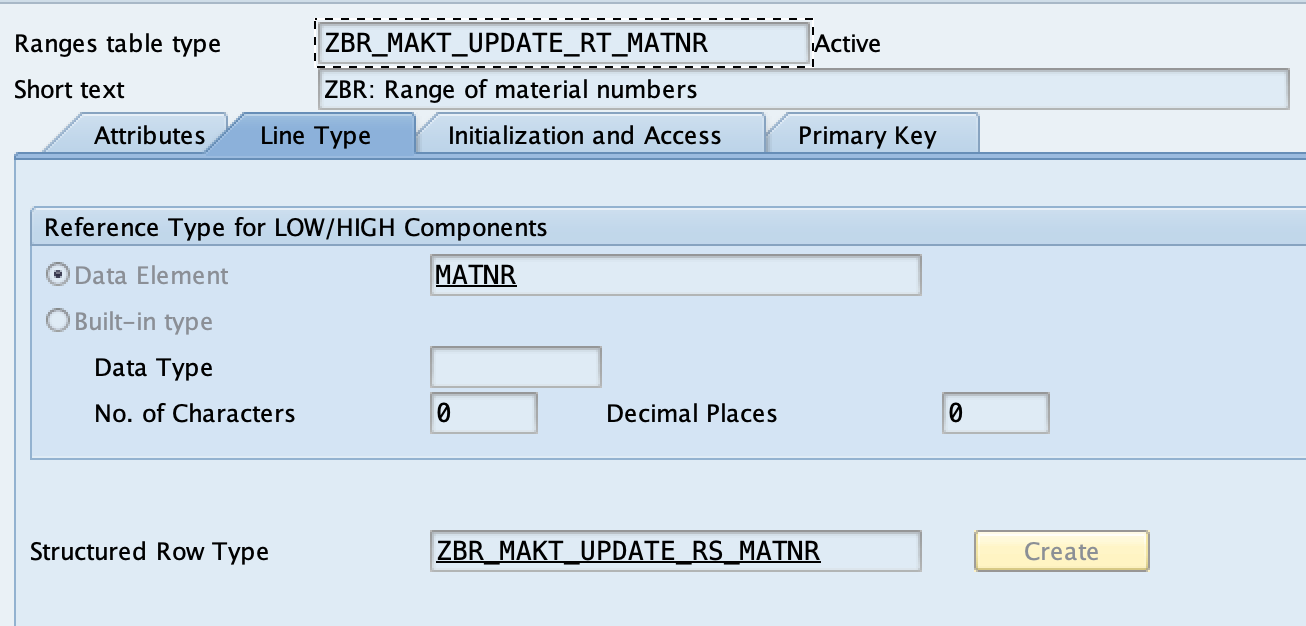 Ranges table type ZBR_MAKT_UPDATE_RT_MATNR Active
Short text ZBR: Range of material numbers
Attributes Line Type Initialization and Access Primary Key
Reference Type for LOW/HIGH Components
Data Element MATNR
Built-in type
Data Type
No. of Characters 0 Decimal Places 0
Structured Row Type ZBR_MAKT_UPDATE_RS_MATNR Create